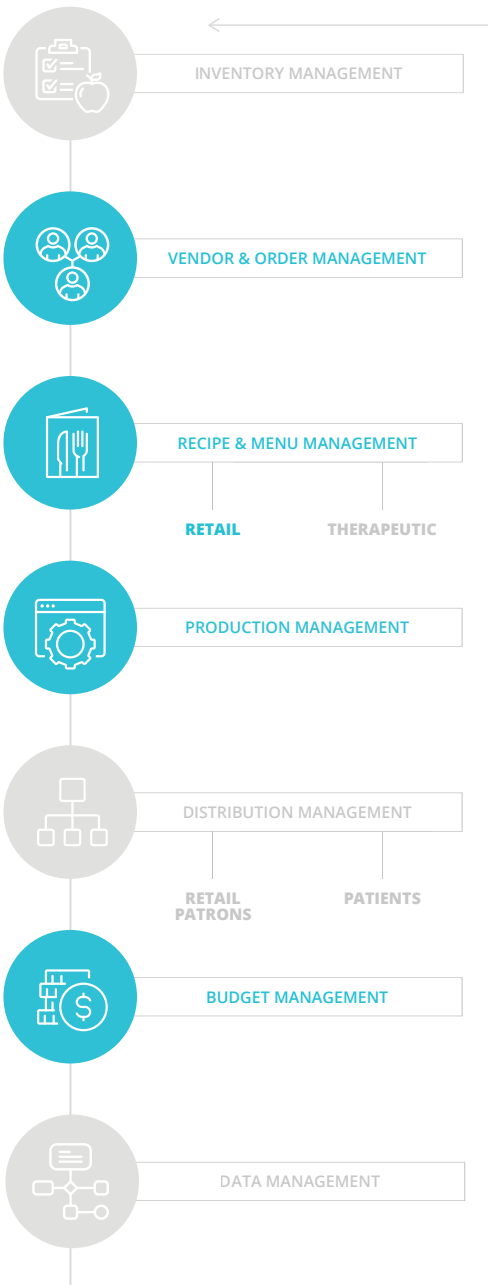 INVENTORY MANAGEMENT
VENDOR & ORDER MANAGEMENT
RECIPE & MENU MANAGEMENT
RETAIL
THERAPEUTIC
PRODUCTION MANAGEMENT
DISTRIBUTION MANAGEMENT
RETAIL
PATRONS
PATIENTS
$
BUDGET MANAGEMENT
DATA MANAGEMENT